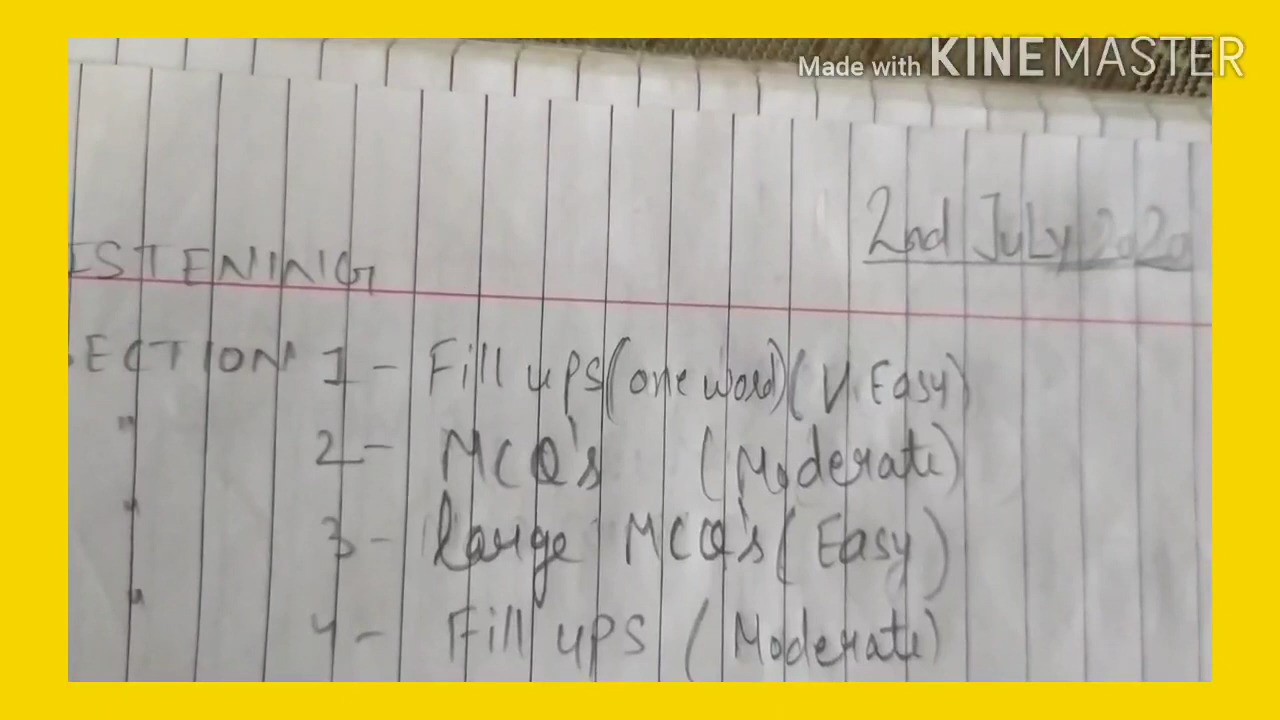 Made with KINEMASTER
2nd JULY 2020
ISTENING
SECTION 1 - Fill ups (one word) (V. Easy)
" 2 - MCQ's (Moderate)
" 3 - large MCQ's (Easy)
" 4 - Fill ups (Moderate)